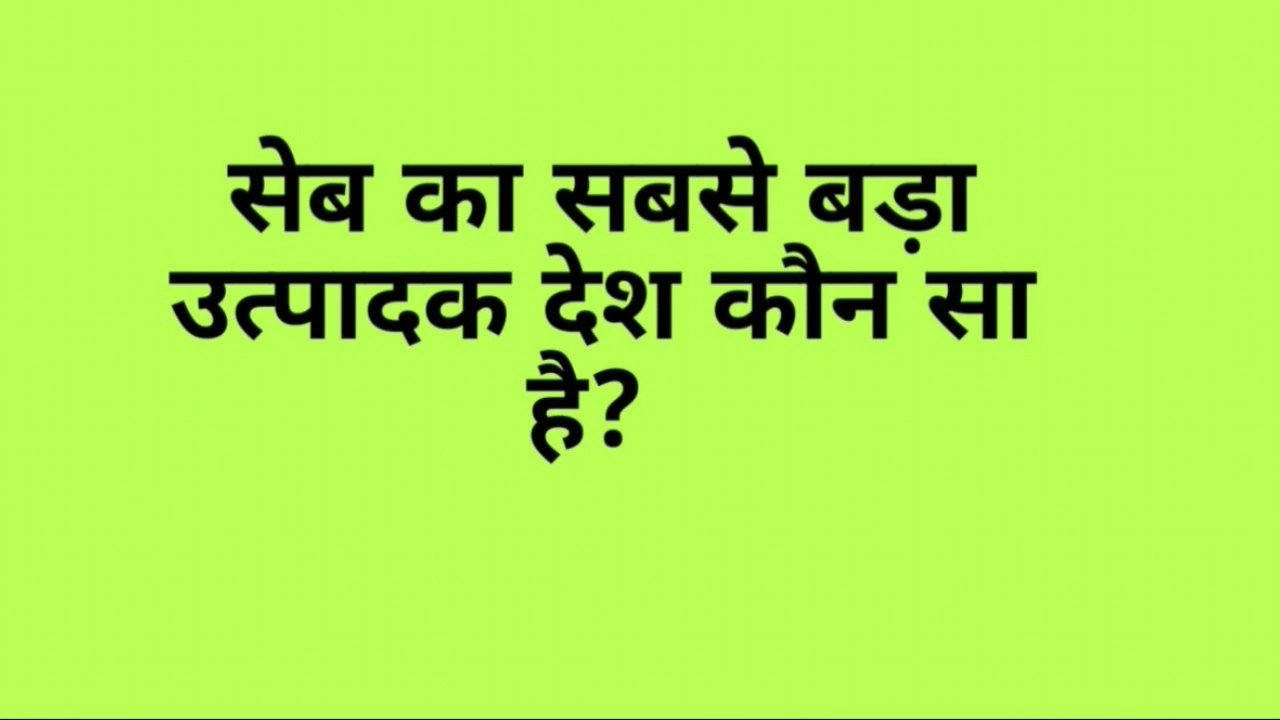 सेब का सबसे बड़ा
उत्पादक देश कौन सा
है?